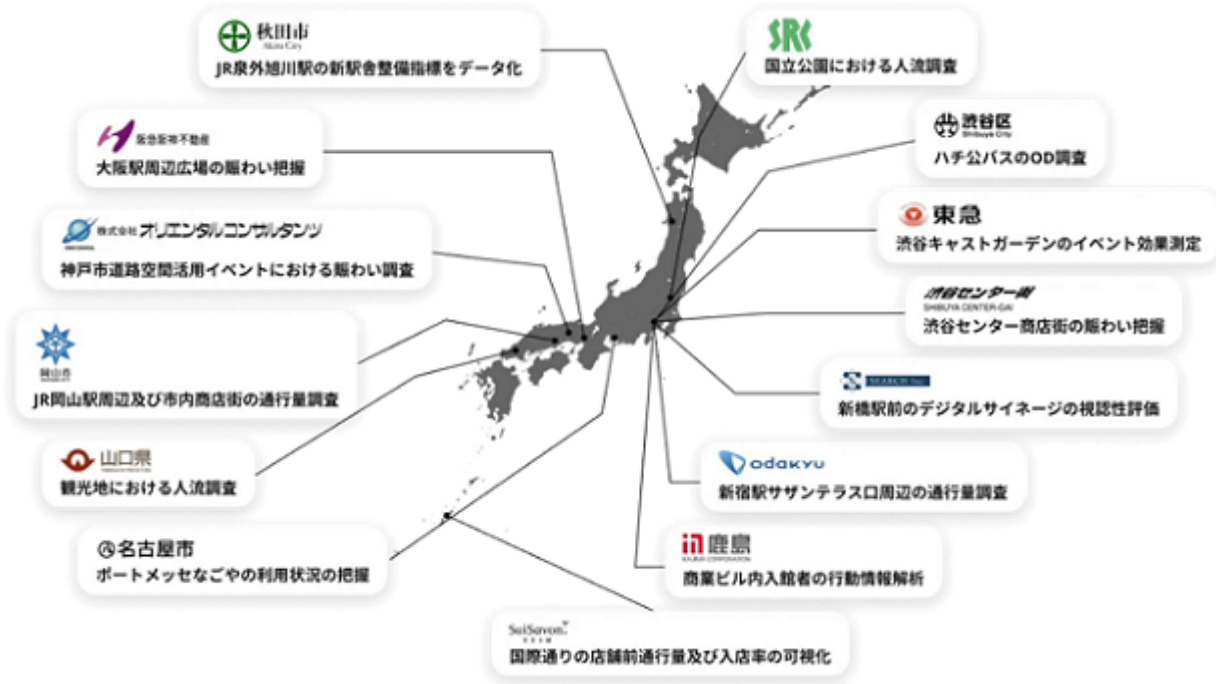 秋田市
Akita City
JR泉外旭川駅の新駅舎整備指標をデータ化
SRC
国立公園における人流調査
阪急阪神不動産
大阪駅周辺広場の賑わい把握
渋谷区
Shibuya City
ハチ公バスのOD調査
株式会社オリエンタルコンサルタンツ
神戸市道路空間活用イベントにおける賑わい調査
東急
渋谷キャストガーデンのイベント効果測定
渋谷センター街
SHIBUYA CENTER-GAI
渋谷センター商店街の賑わい把握
岡山市
JR岡山駅周辺及び市内商店街の通行量調査
SEARCH
新橋駅前のデジタルサイネージの視認性評価
山口県
観光地における人流調査
ODAKYU
新宿駅サザンテラス口周辺の通行量調査
名古屋市
ポートメッセなごやの利用状況の把握
鹿島
KAJIMA CORPORATION
商業ビル内入館者の行動情報解析
SuiSavon
国際通りの店舗前通行量及び入店率の可視化